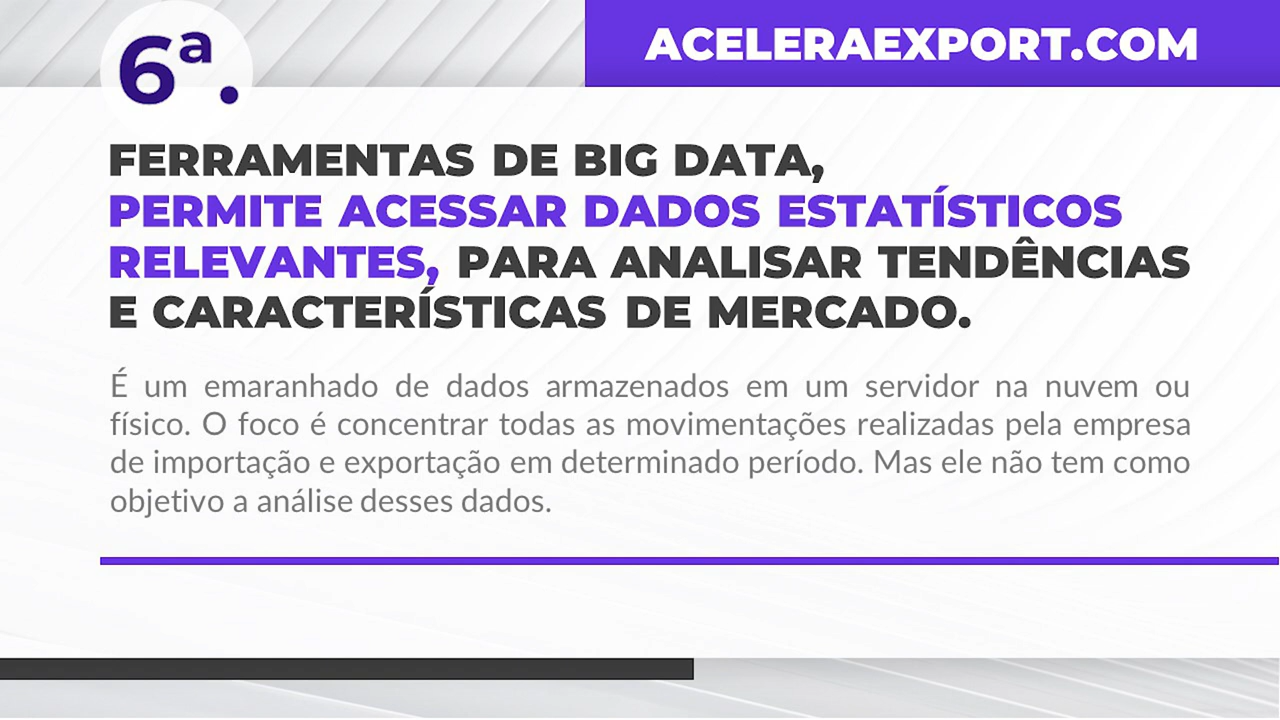 6ª.
ACELERAEXPORT.COM
FERRAMENTAS DE BIG DATA,
PERMITE ACESSAR DADOS ESTATÍSTICOS
RELEVANTES, PARA ANALISAR TENDÊNCIAS
E CARACTERÍSTICAS DE MERCADO.
É um emaranhado de dados armazenados em um servidor na nuvem ou
físico. O foco é concentrar todas as movimentações realizadas pela empresa
de importação e exportação em determinado período. Mas ele não tem como
objetivo a análise desses dados.